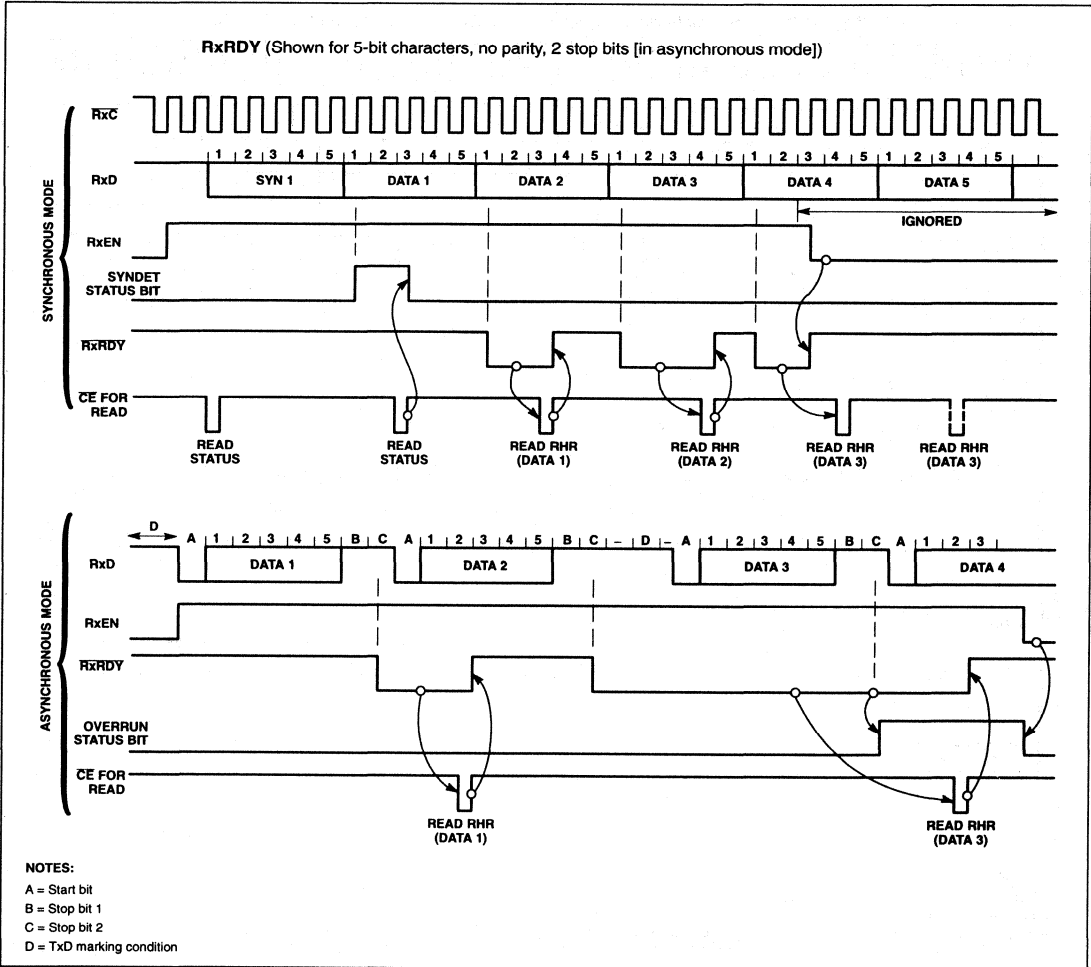 RxRDY (Shown for 5-bit characters, no parity, 2 stop bits [in asynchronous mode])
SYNCHRONOUS MODE
RxC
1 2 3 4 5 1 2 3 4 5 1 2 3 4 5 1 2 3 4 5 1 2 3 4 5 1 2 3 4 5
RxD
SYN 1 DATA 1 DATA 2 DATA 3 DATA 4 DATA 5
IGNORED
RxEN
SYNDET
STATUS BIT
RxRDY
CE FOR
READ
READ
STATUS
READ
STATUS
READ RHR
(DATA 1)
READ RHR
(DATA 2)
READ RHR
(DATA 3)
READ RHR
(DATA 3)
ASYNCHRONOUS MODE
D A 1 2 3 4 5 B C A 1 2 3 4 5 B C – D – A 1 2 3 4 5 B C A 1 2 3
RxD
DATA 1 DATA 2 DATA 3 DATA 4
RxEN
RxRDY
OVERRUN
STATUS BIT
CE FOR
READ
READ RHR
(DATA 1)
READ RHR
(DATA 3)
NOTES:
A = Start bit
B = Stop bit 1
C = Stop bit 2
D = TxD marking condition